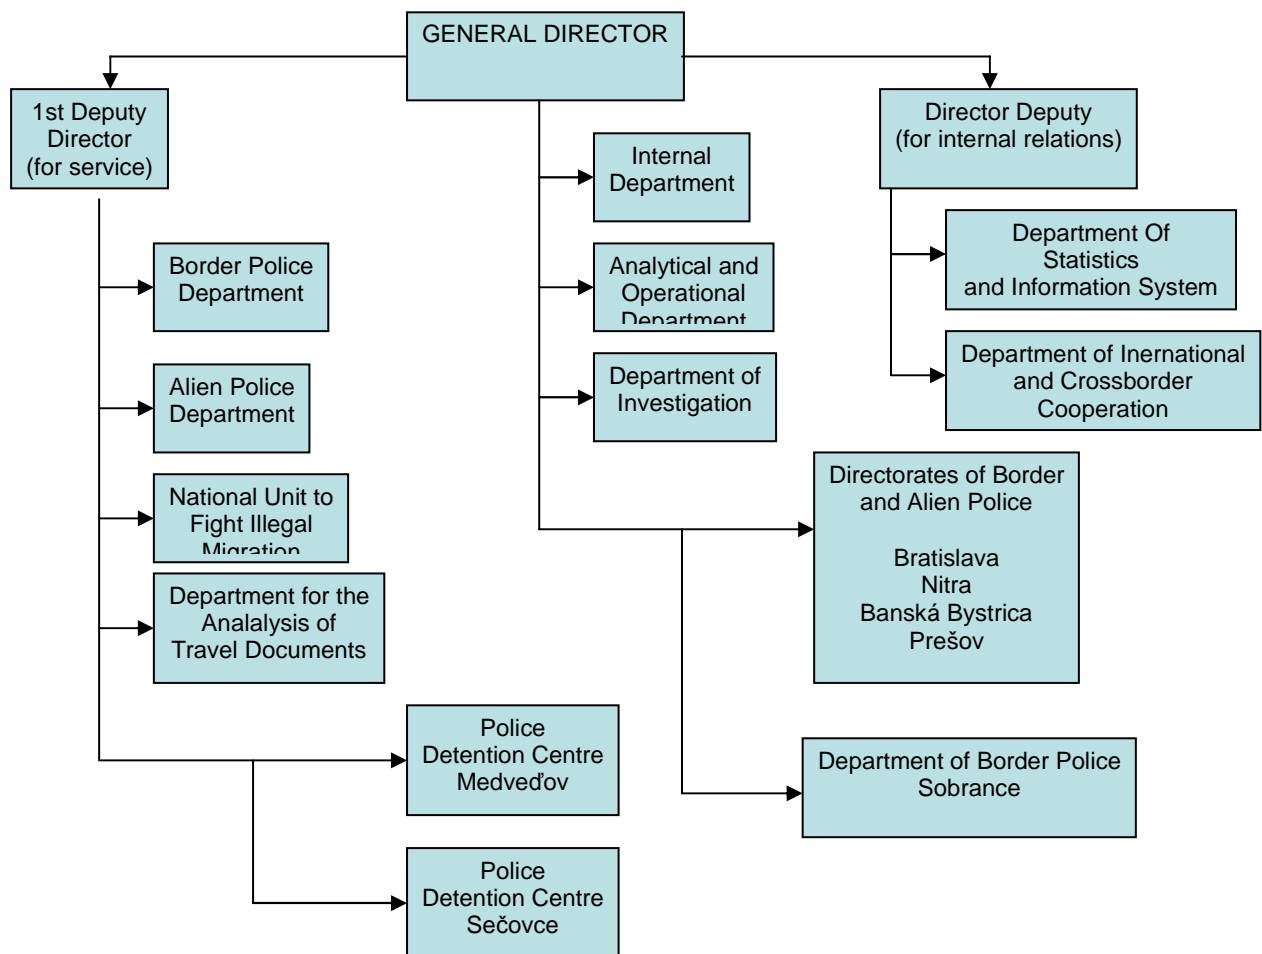 GENERAL DIRECTOR
1st Deputy
Director
(for service)
Director Deputy
(for internal relations)
Internal
Department
Department Of
Statistics
and Information System
Border Police
Department
Analytical and
Operational
Department
Department of Inernational
and Crossborder
Cooperation
Alien Police
Department
Department of
Investigation
National Unit to
Fight Illegal
Migration
Directorates of Border
and Alien Police
Bratislava
Nitra
Banská Bystrica
Prešov
Department for the
Analalysis of
Travel Documents
Police
Detention Centre
Medveďov
Department of Border Police
Sobrance
Police
Detention Centre
Sečovce